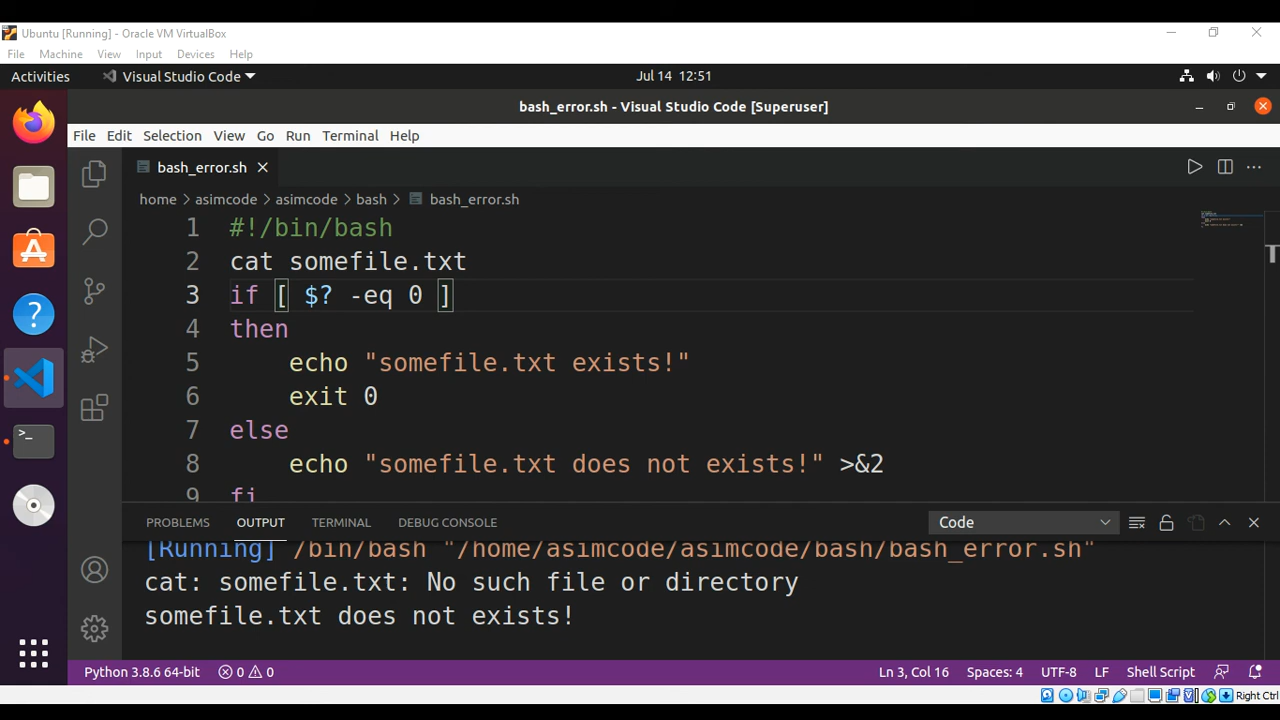 Ubuntu [Running] - Oracle VM VirtualBox
File Machine View Input Devices Help
Activities Visual Studio Code Jul 14 12:51
bash_error.sh - Visual Studio Code [Superuser]
File Edit Selection View Go Run Terminal Help
bash_error.sh
home > asimcode > asimcode > bash > bash_error.sh
1 #!/bin/bash
2 cat somefile.txt
3 if [ $? -eq 0 ]
4 then
5 echo "somefile.txt exists!"
6 exit 0
7 else
8 echo "somefile.txt does not exists!" >&2
9 fi
PROBLEMS OUTPUT TERMINAL DEBUG CONSOLE Code
[Running] /bin/bash "/home/asimcode/asimcode/bash/bash_error.sh"
cat: somefile.txt: No such file or directory
somefile.txt does not exists!
Python 3.8.6 64-bit 0 0 Ln 3, Col 16 Spaces: 4 UTF-8 LF Shell Script
Right Ctrl